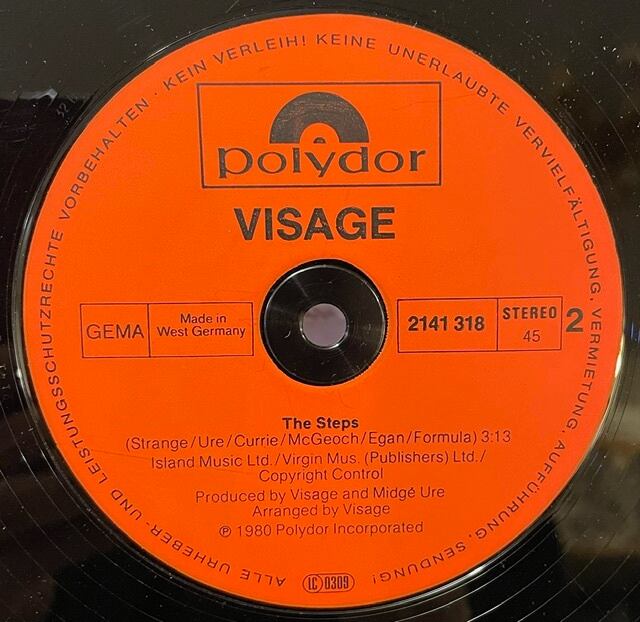 ALLE URHEBER- UND LEISTUNGSSCHUTZRECHTE VORBEHALTEN · KEIN VERLEIH! KEINE UNERLAUBTE VERVIELFÄLTIGUNG, VERMIETUNG, AUFFÜHRUNG, SENDUNG!
polydor
VISAGE
GEMA
Made in
West Germany
2141 318
STEREO
45
2
The Steps
(Strange/Ure/Currie/McGeoch/Egan/Formula) 3:13
Island Music Ltd./Virgin Mus. (Publishers) Ltd./
Copyright Control
Produced by Visage and Midgé Ure
Arranged by Visage
℗ 1980 Polydor Incorporated
LC 0309